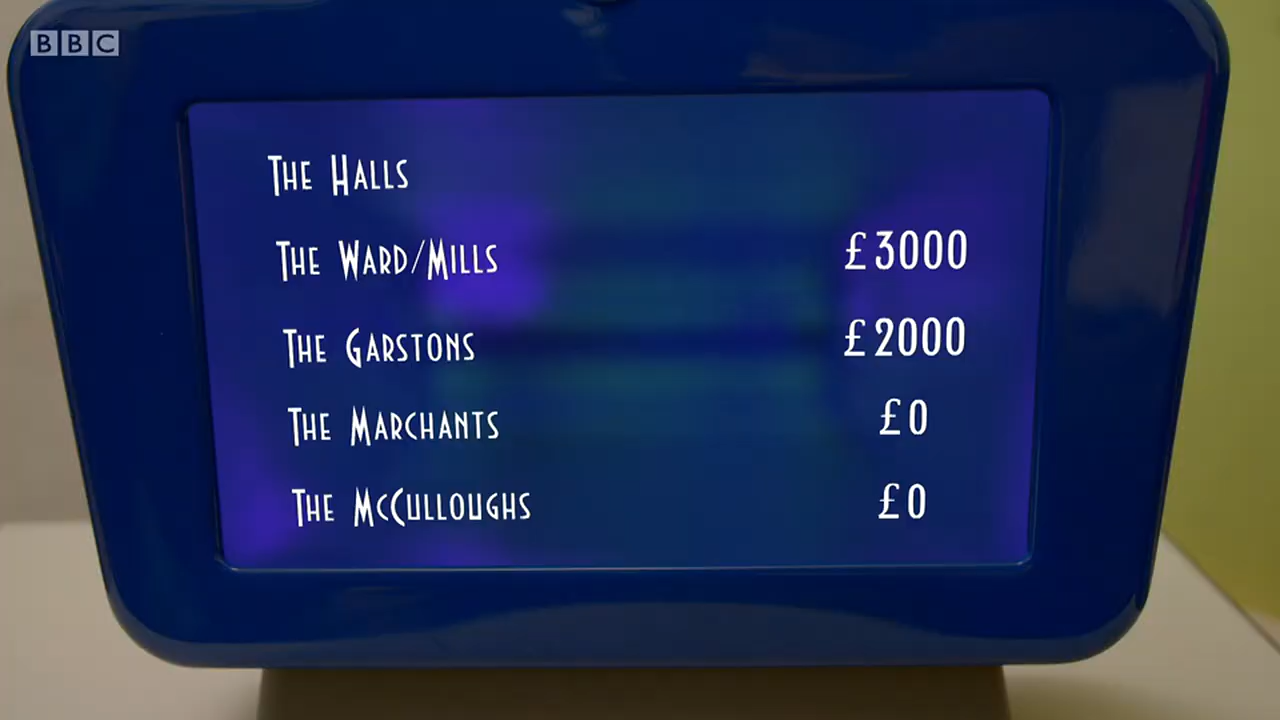 BBC
The Halls
The Ward/Mills £3000
The Garstons £2000
The Marchants £0
The McCulloughs £0